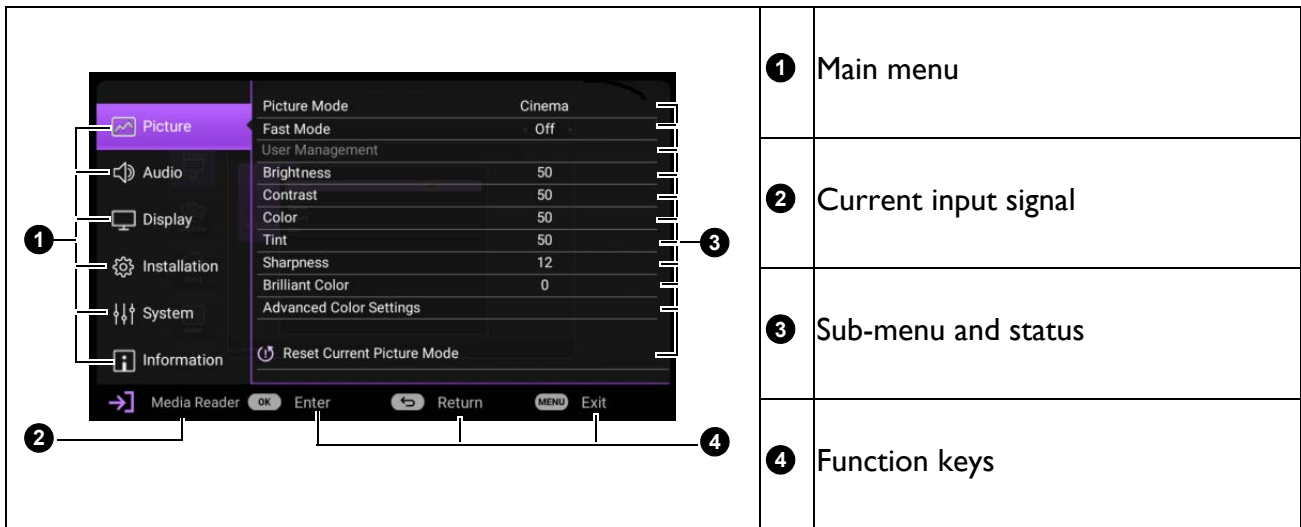 Picture
Audio
Display
Installation
System
Information
Picture Mode Cinema
Fast Mode Off
User Management
Brightness 50
Contrast 50
Color 50
Tint 50
Sharpness 12
Brilliant Color 0
Advanced Color Settings
Reset Current Picture Mode
Media Reader OK Enter Return MENU Exit
1
2
3
4
1 Main menu
2 Current input signal
3 Sub-menu and status
4 Function keys